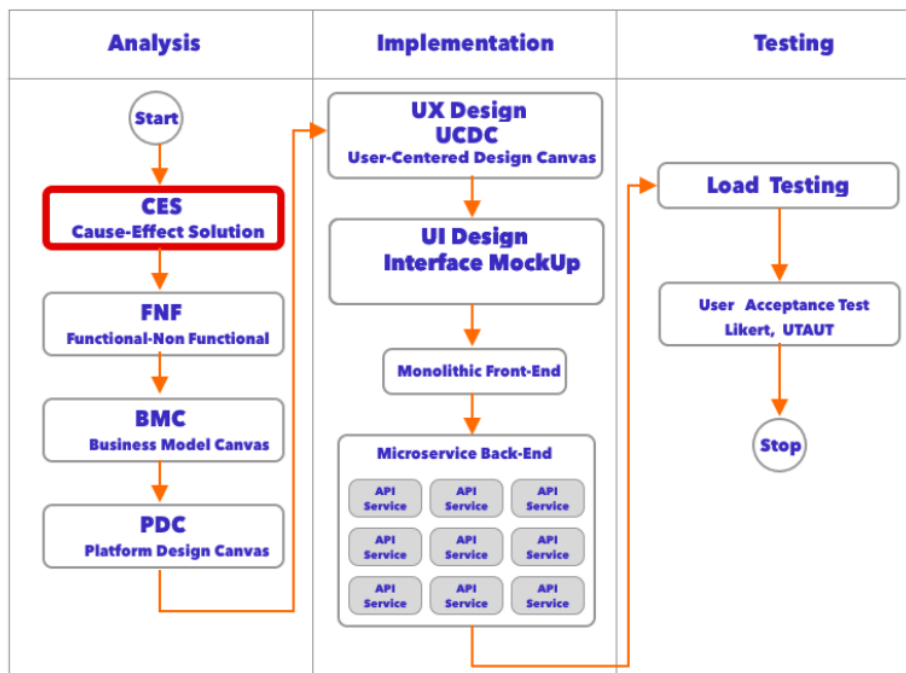 Analysis
Implementation
Testing
Start
CES
Cause-Effect Solution
FNF
Functional-Non Functional
BMC
Business Model Canvas
PDC
Platform Design Canvas
UX Design
UCDC
User-Centered Design Canvas
UI Design
Interface MockUp
Monolithic Front-End
Microservice Back-End
API
Service
API
Service
API
Service
API
Service
API
Service
API
Service
API
Service
API
Service
API
Service
Load Testing
User Acceptance Test
Likert, UTAUT
Stop